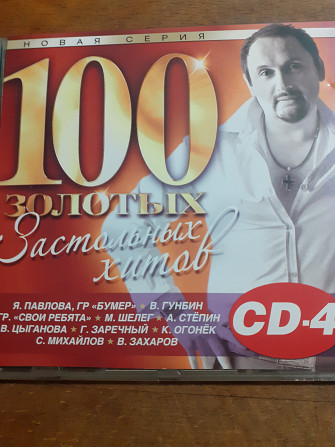 НОВАЯ СЕРИЯ
100
ЗОЛОТЫХ
Застольных
хитов
Я. ПАВЛОВА, ГР «БУМЕР» ★ В. ГУНБИН
ГР. «СВОИ РЕБЯТА» ★ М. ШЕЛЕГ ★ А. СТЁПИН
В. ЦЫГАНОВА ★ Г. ЗАРЕЧНЫЙ ★ К. ОГОНЁК
С. МИХАЙЛОВ ★ В. ЗАХАРОВ
CD-4